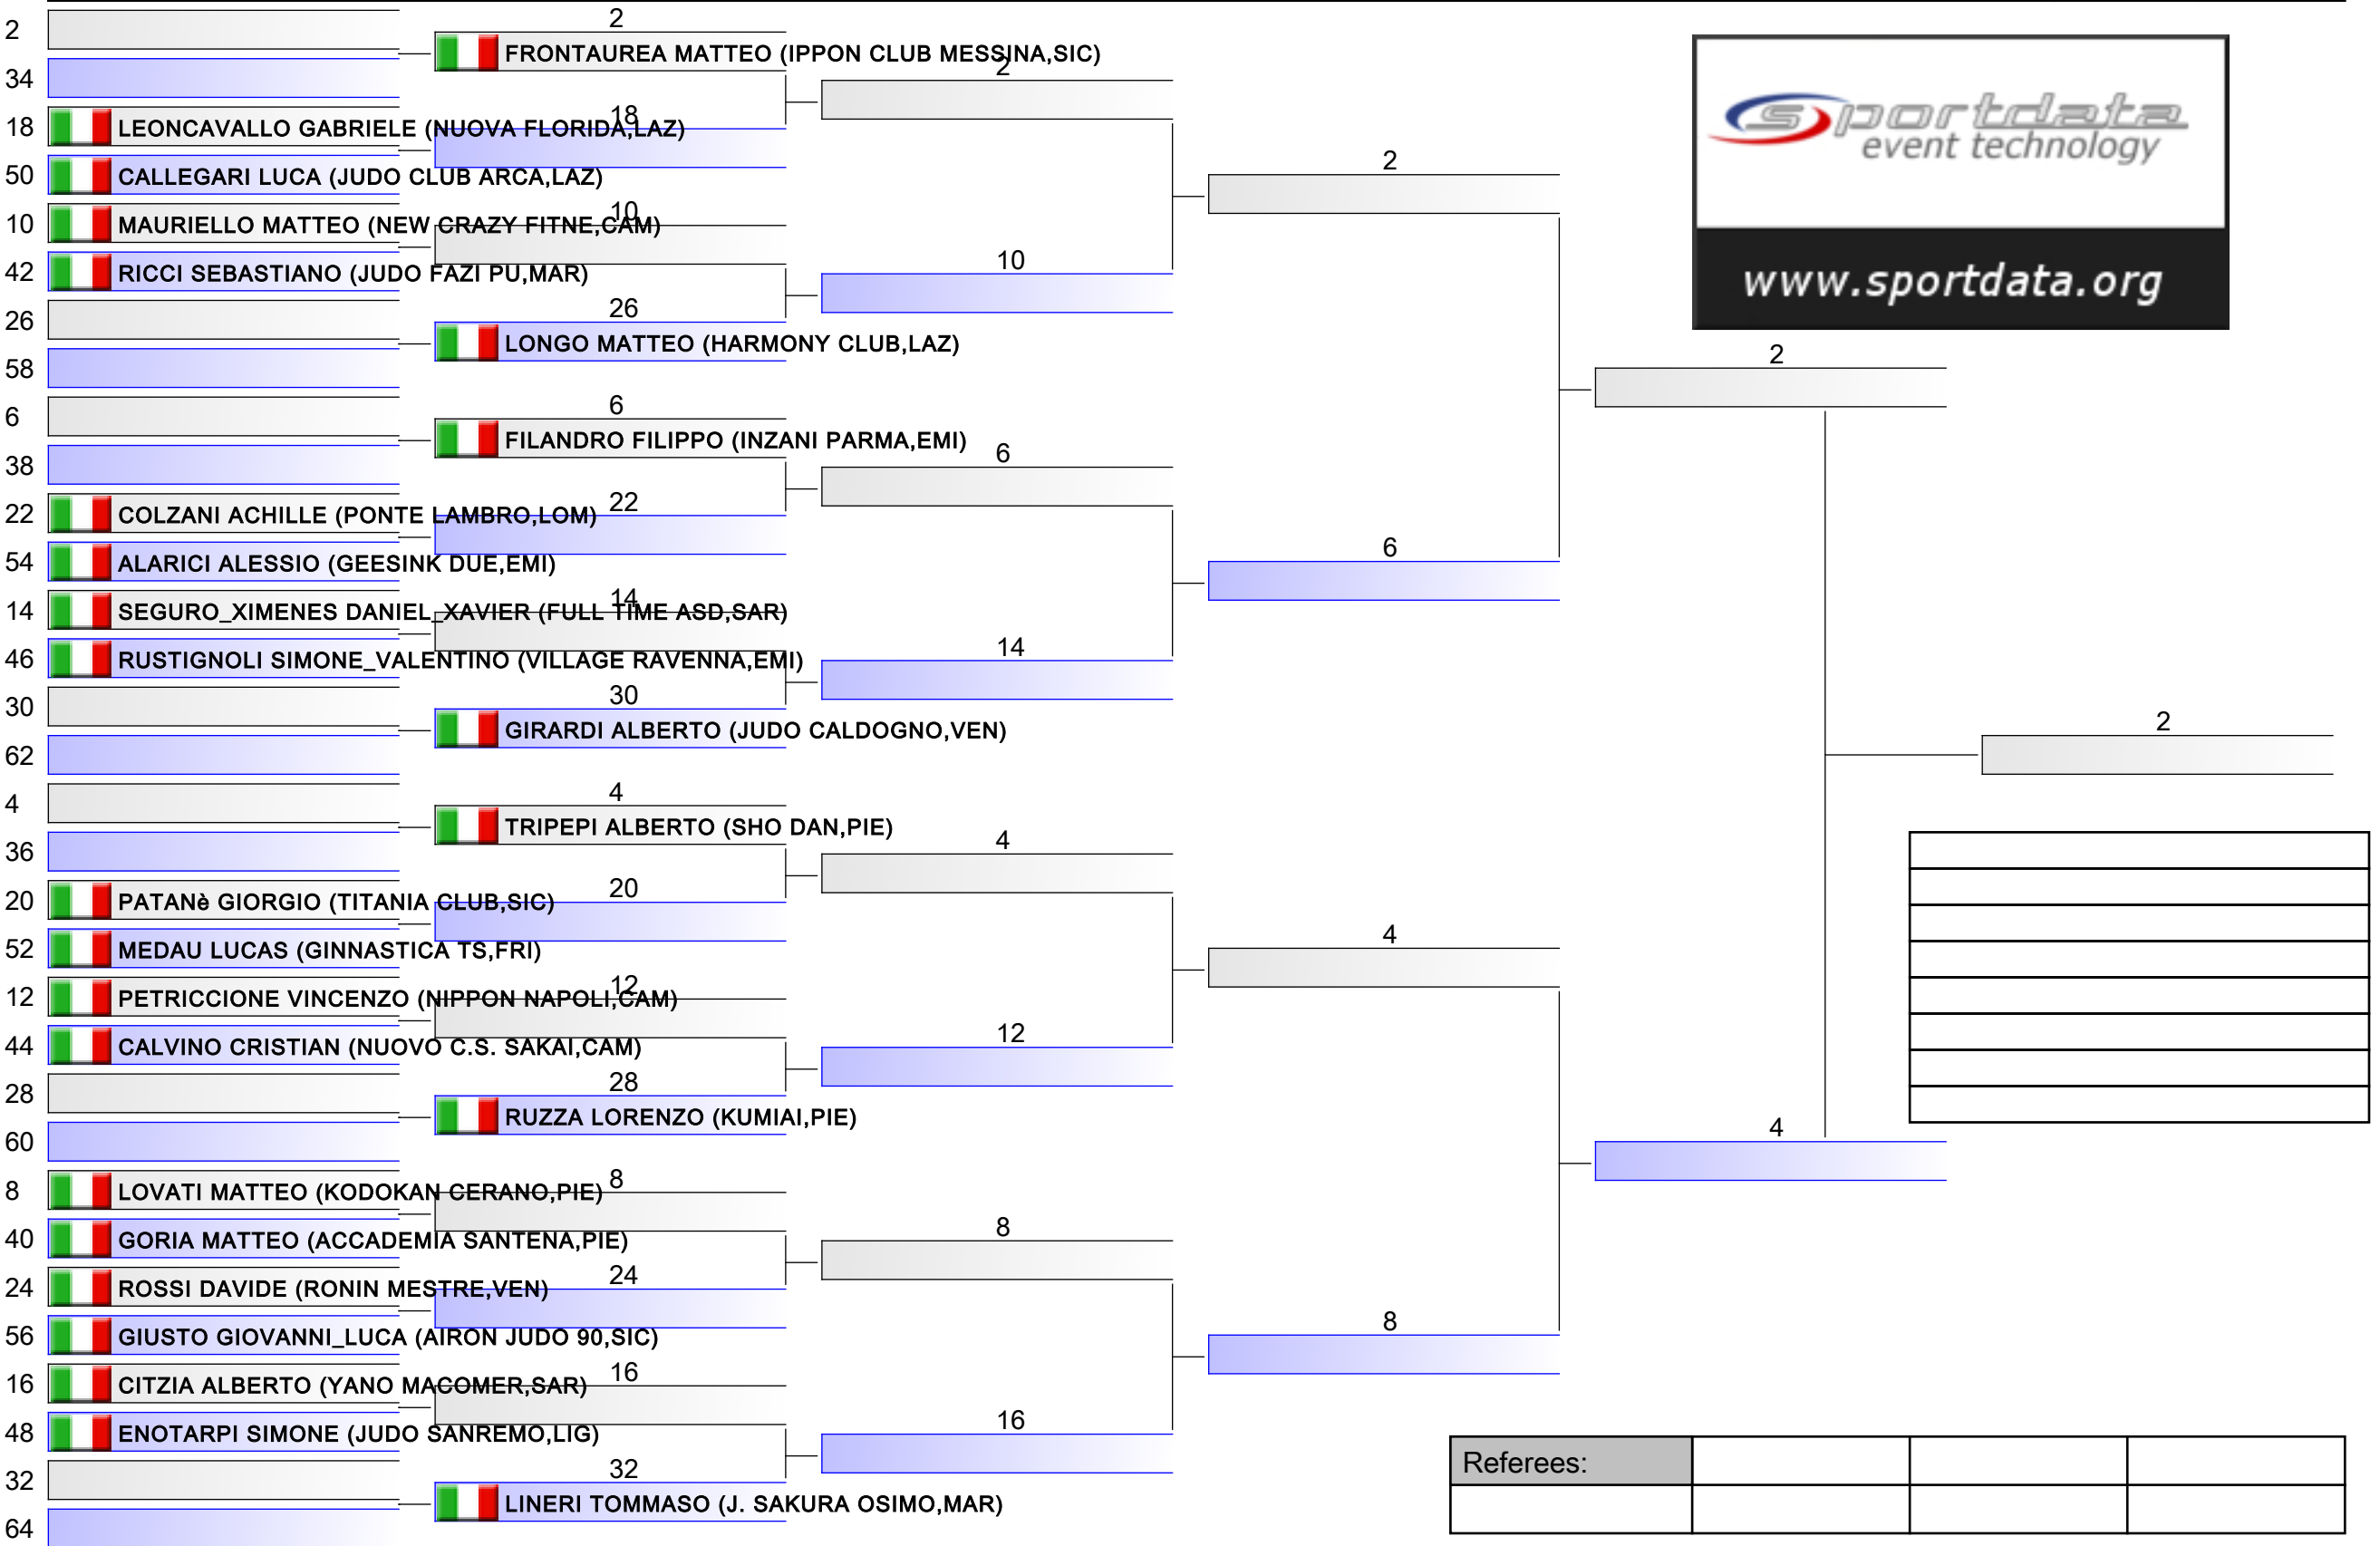 2
2
FRONTAUREA MATTEO (IPPON CLUB MESSINA,SIC)
2
34
18
18
LEONCAVALLO GABRIELE (NUOVA FLORIDA,LAZ)
sportdata
event technology
2
50
CALLEGARI LUCA (JUDO CLUB ARCA,LAZ)
10
10
MAURIELLO MATTEO (NEW CRAZY FITNE,CAM)
10
42
RICCI SEBASTIANO (JUDO FAZI PU,MAR)
www.sportdata.org
26
26
LONGO MATTEO (HARMONY CLUB,LAZ)
2
58
6
6
FILANDRO FILIPPO (INZANI PARMA,EMI)
6
38
22
22
COLZANI ACHILLE (PONTE LAMBRO,LOM)
6
54
ALARICI ALESSIO (GEESINK DUE,EMI)
14
14
SEGURO_XIMENES DANIEL_XAVIER (FULL TIME ASD,SAR)
14
46
RUSTIGNOLI SIMONE_VALENTINO (VILLAGE RAVENNA,EMI)
30
30
GIRARDI ALBERTO (JUDO CALDOGNO,VEN)
2
62
4
4
TRIPEPI ALBERTO (SHO DAN,PIE)
4
36
20
20
PATANè GIORGIO (TITANIA CLUB,SIC)
4
52
MEDAU LUCAS (GINNASTICA TS,FRI)
12
12
PETRICCIONE VINCENZO (NIPPON NAPOLI,CAM)
12
44
CALVINO CRISTIAN (NUOVO C.S. SAKAI,CAM)
28
28
RUZZA LORENZO (KUMIAI,PIE)
4
60
8
8
LOVATI MATTEO (KODOKAN CERANO,PIE)
8
40
GORIA MATTEO (ACCADEMIA SANTENA,PIE)
24
24
ROSSI DAVIDE (RONIN MESTRE,VEN)
8
56
GIUSTO GIOVANNI_LUCA (AIRON JUDO 90,SIC)
16
16
CITZIA ALBERTO (YANO MACOMER,SAR)
16
48
ENOTARPI SIMONE (JUDO SANREMO,LIG)
Referees:
32
32
LINERI TOMMASO (J. SAKURA OSIMO,MAR)
64